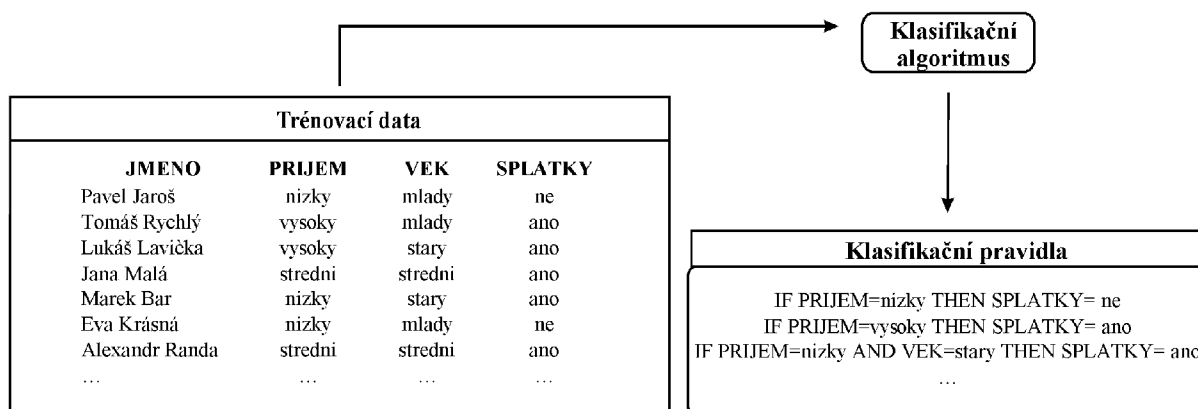 Klasifikační
algoritmus
Trénovací data
JMENO PRIJEM VEK SPLATKY
Pavel Jaroš nizky mlady ne
Tomáš Rychlý vysoky mlady ano
Lukáš Lavička vysoky stary ano
Jana Malá stredni stredni ano
Marek Bar nizky stary ano
Eva Krásná nizky mlady ne
Alexandr Randa stredni stredni ano
… … … …
Klasifikační pravidla
IF PRIJEM=nizky THEN SPLATKY= ne
IF PRIJEM=vysoky THEN SPLATKY= ano
IF PRIJEM=nizky AND VEK=stary THEN SPLATKY= ano
…